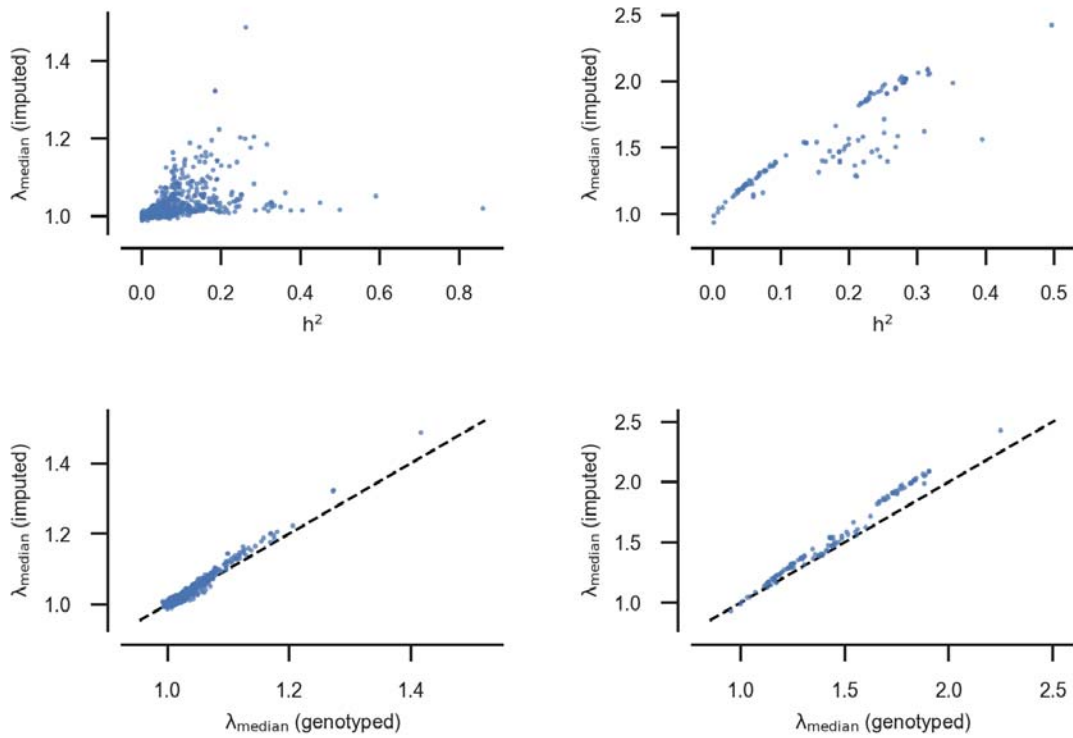 λmedian (imputed)
1.4
1.2
1.0
0.0 0.2 0.4 0.6 0.8
h²
λmedian (imputed)
2.5
2.0
1.5
1.0
0.0 0.1 0.2 0.3 0.4 0.5
h²
λmedian (imputed)
1.4
1.2
1.0
1.0 1.2 1.4
λmedian (genotyped)
λmedian (imputed)
2.5
2.0
1.5
1.0
1.0 1.5 2.0 2.5
λmedian (genotyped)